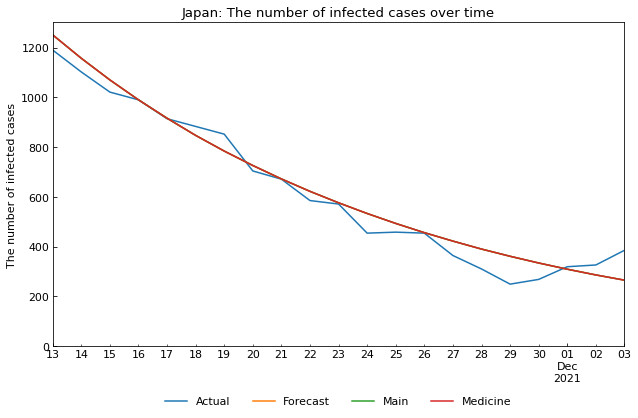 Japan: The number of infected cases over time
The number of infected cases
1200
1000
800
600
400
200
0
13 14 15 16 17 18 19 20 21 22 23 24 25 26 27 28 29 30 01 02 03
Dec
2021
Actual Forecast Main Medicine